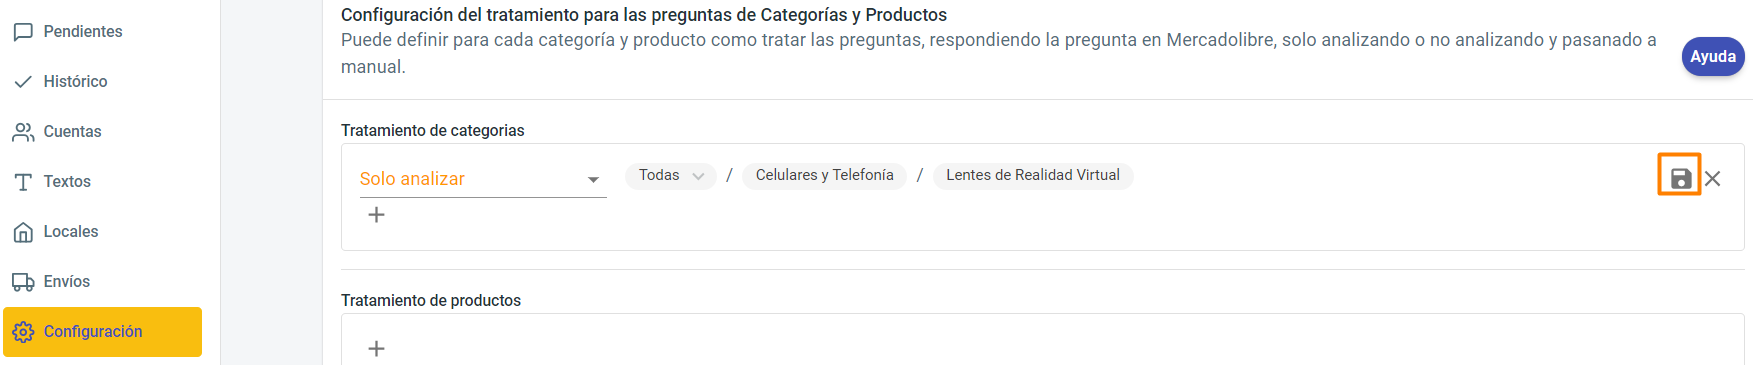 Pendientes
Histórico
Cuentas
Textos
Locales
Envíos
Configuración
Configuración del tratamiento para las preguntas de Categorías y Productos
Puede definir para cada categoría y producto como tratar las preguntas, respondiendo la pregunta en Mercadolibre, solo analizando o no analizando y pasanado a
manual.
Ayuda
Tratamiento de categorias
Solo analizar Todas / Celulares y Telefonía / Lentes de Realidad Virtual
Tratamiento de productos